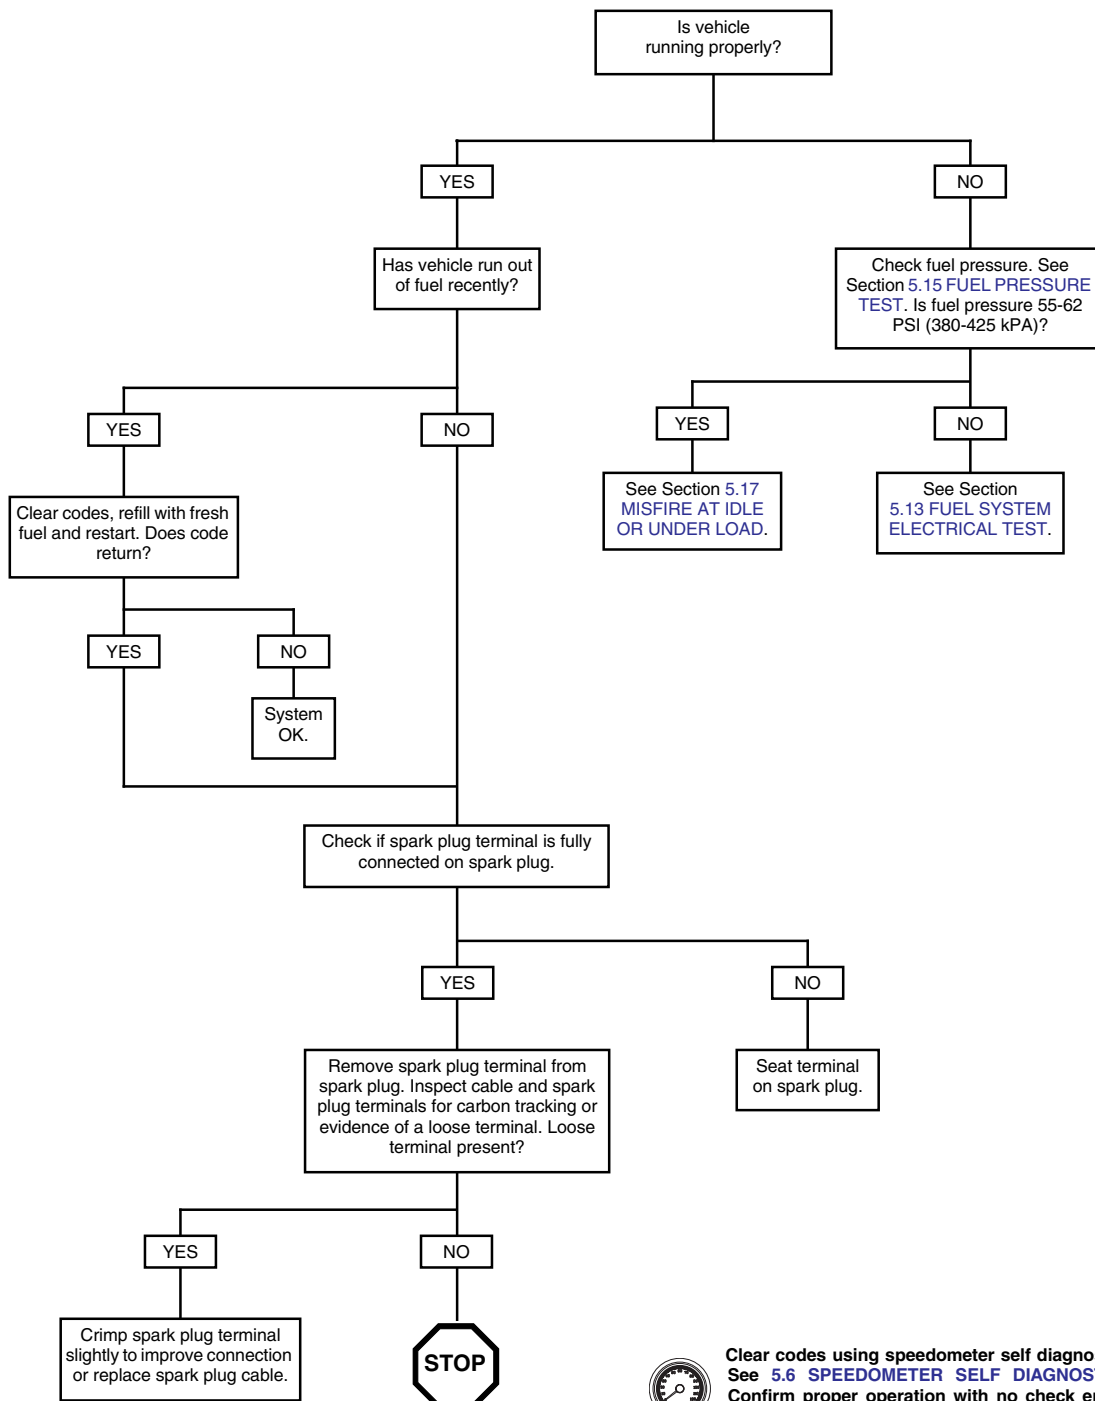 Is vehicle
running properly?
YES
NO
Has vehicle run out
of fuel recently?
Check fuel pressure. See
Section 5.15 FUEL PRESSURE
TEST. Is fuel pressure 55-62
PSI (380-425 kPA)?
YES
NO
YES
NO
Clear codes, refill with fresh
fuel and restart. Does code
return?
See Section 5.17
MISFIRE AT IDLE
OR UNDER LOAD.
See Section
5.13 FUEL SYSTEM
ELECTRICAL TEST.
YES
NO
System
OK.
Check if spark plug terminal is fully
connected on spark plug.
YES
NO
Remove spark plug terminal from
spark plug. Inspect cable and spark
plug terminals for carbon tracking or
evidence of a loose terminal. Loose
terminal present?
Seat terminal
on spark plug.
YES
NO
Crimp spark plug terminal
slightly to improve connection
or replace spark plug cable.
STOP
Clear codes using speedometer self diagno
See 5.6 SPEEDOMETER SELF DIAGNOST
Confirm proper operation with no check e